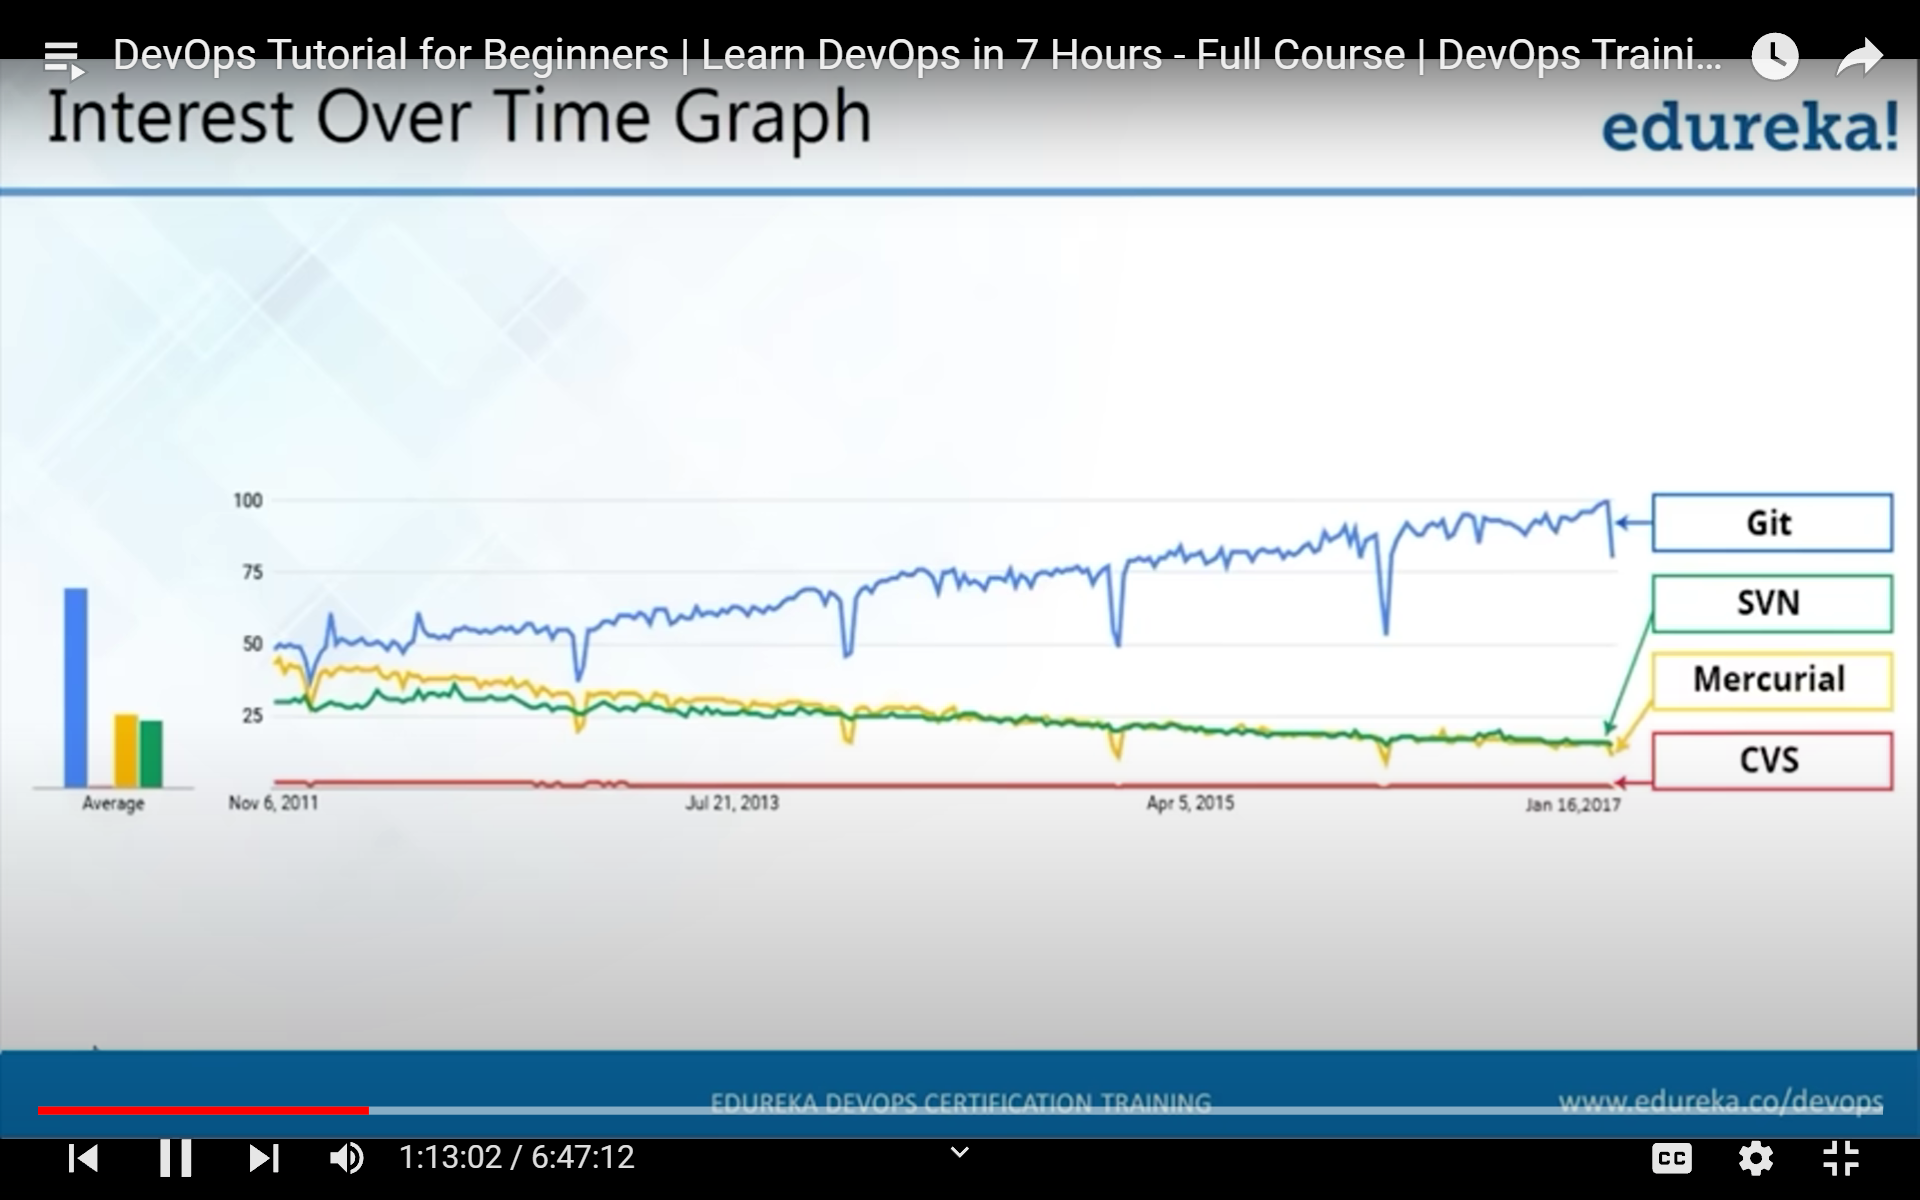 DevOps Tutorial for Beginners | Learn DevOps in 7 Hours - Full Course | DevOps Traini...
Interest Over Time Graph
edureka!
100
75
50
25
Git
SVN
Mercurial
CVS
Average
Nov 6, 2011
Jul 21, 2013
Apr 5, 2015
Jan 16,2017
EDUREKA DEVOPS CERTIFICATION TRAINING
www.edureka.co/devops
1:13:02 / 6:47:12
CC